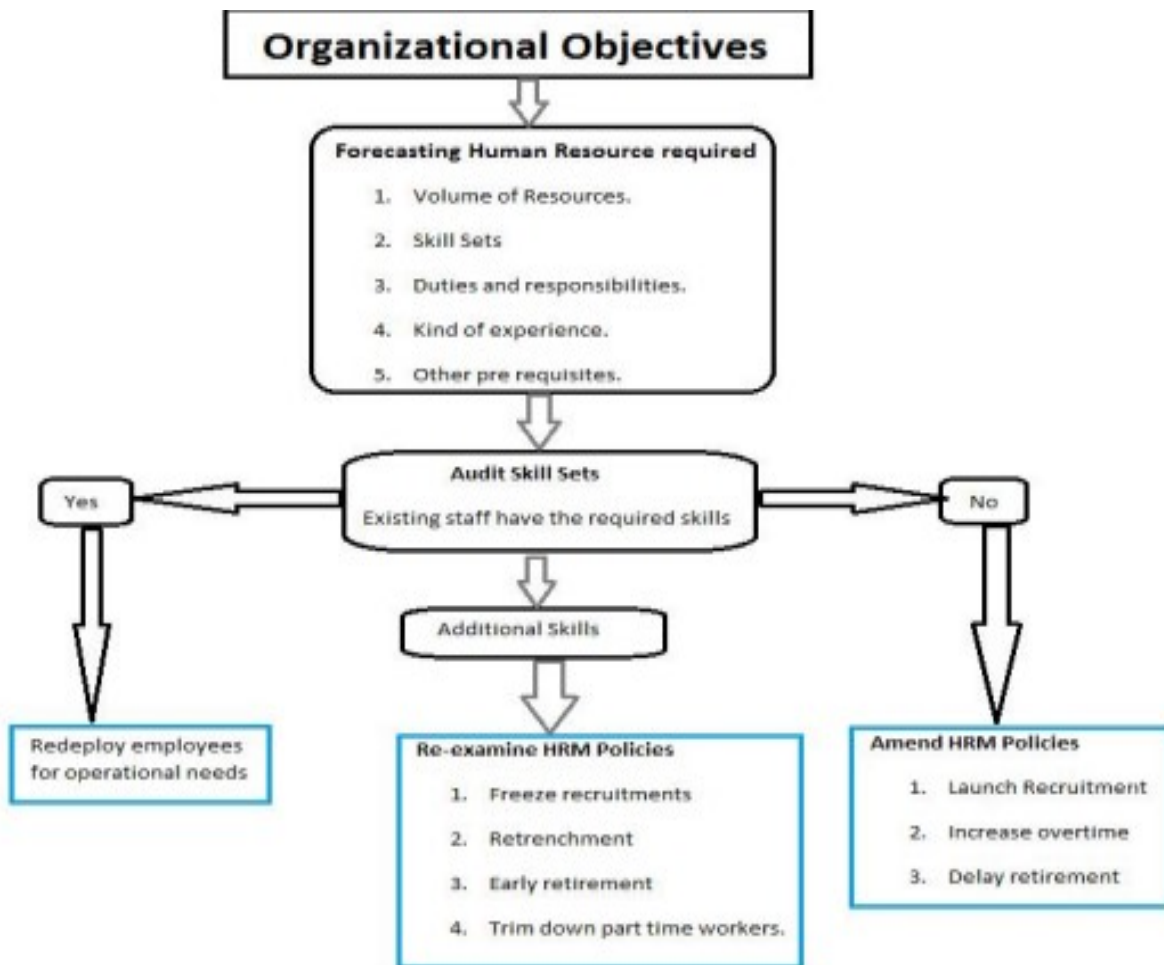 Organizational Objectives
Forecasting Human Resource required
1. Volume of Resources.
2. Skill Sets
3. Duties and responsibilities.
4. Kind of experience.
5. Other pre requisites.
Audit Skill Sets
Existing staff have the required skills
Yes
No
Additional Skills
Redeploy employees
for operational needs
Re-examine HRM Policies
1. Freeze recruitments
2. Retrenchment
3. Early retirement
4. Trim down part time workers.
Amend HRM Policies
1. Launch Recruitment
2. Increase overtime
3. Delay retirement